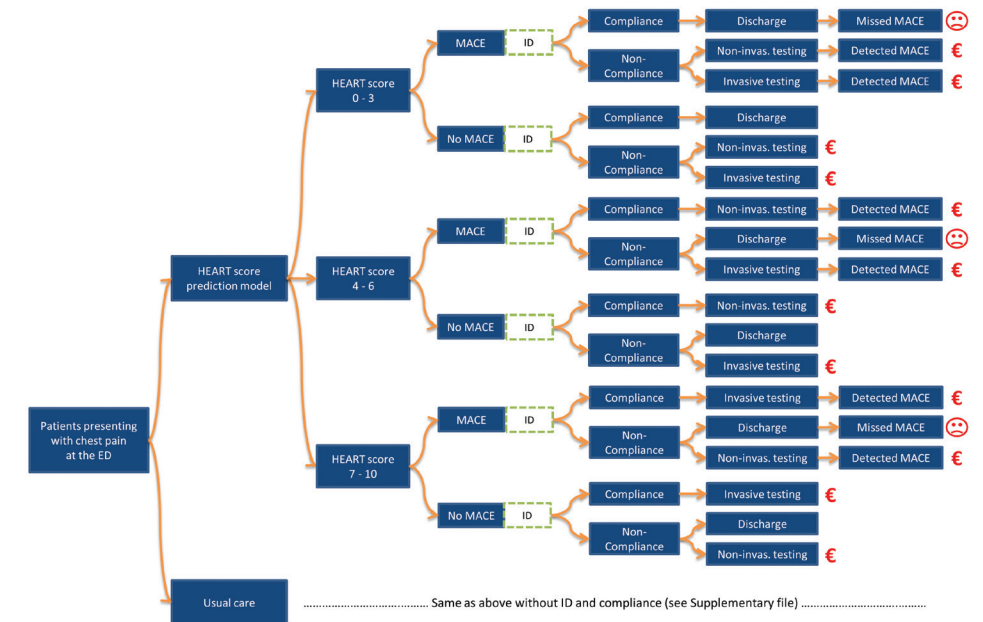 Patients presenting
with chest pain
at the ED
HEART score
prediction model
HEART score
0 - 3
MACE
ID
Compliance
Discharge
Missed MACE
Non-
Compliance
Non-invas. testing
Detected MACE
€
Invasive testing
Detected MACE
€
No MACE
ID
Compliance
Discharge
Non-
Compliance
Non-invas. testing
€
Invasive testing
€
HEART score
4 - 6
MACE
ID
Compliance
Non-invas. testing
Detected MACE
€
Non-
Compliance
Discharge
Missed MACE
Invasive testing
Detected MACE
€
No MACE
ID
Compliance
Non-invas. testing
€
Non-
Compliance
Discharge
Invasive testing
€
HEART score
7 - 10
MACE
ID
Compliance
Invasive testing
Detected MACE
€
Non-
Compliance
Discharge
Missed MACE
Non-invas. testing
Detected MACE
€
No MACE
ID
Compliance
Invasive testing
€
Non-
Compliance
Discharge
Non-invas. testing
€
Usual care
................................... Same as above without ID and compliance (see Supplementary file) ...................................